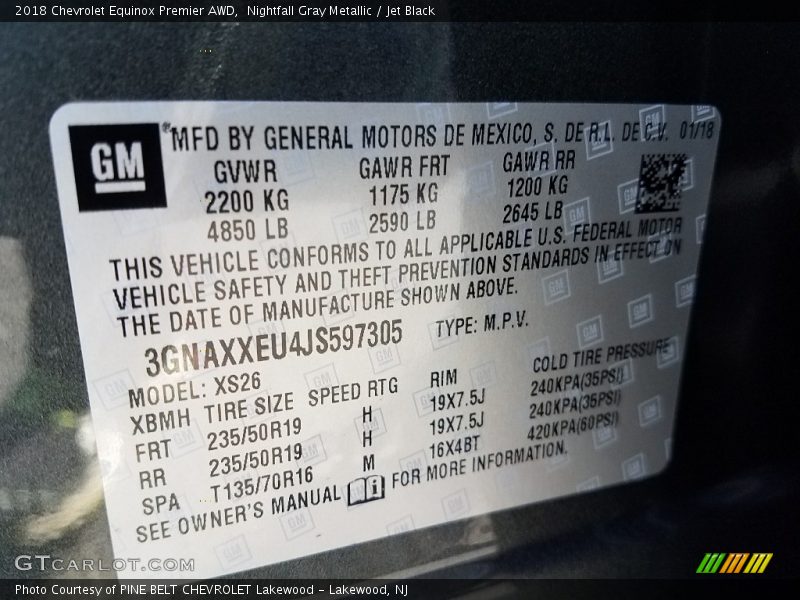 2018 Chevrolet Equinox Premier AWD,  Nightfall Gray Metallic / Jet Black
GM
®MFD BY GENERAL MOTORS DE MEXICO, S. DE R.L. DE C.V. 01/18
GVWR GAWR FRT GAWR RR
2200 KG 1175 KG 1200 KG
4850 LB 2590 LB 2645 LB
THIS VEHICLE CONFORMS TO ALL APPLICABLE U.S. FEDERAL MOTOR
VEHICLE SAFETY AND THEFT PREVENTION STANDARDS IN EFFECT ON
THE DATE OF MANUFACTURE SHOWN ABOVE.
3GNAXXEU4JS597305 TYPE: M.P.V.
MODEL: XS26
XBMH TIRE SIZE SPEED RTG RIM COLD TIRE PRESSURE
FRT 235/50R19 H 19X7.5J 240KPA(35PSI)
RR 235/50R19 H 19X7.5J 240KPA(35PSI)
SPA T135/70R16 M 16X4BT 420KPA(60PSI)
SEE OWNER'S MANUAL i FOR MORE INFORMATION.
GTCARLOT.COM
Photo Courtesy of PINE BELT CHEVROLET Lakewood - Lakewood, NJ